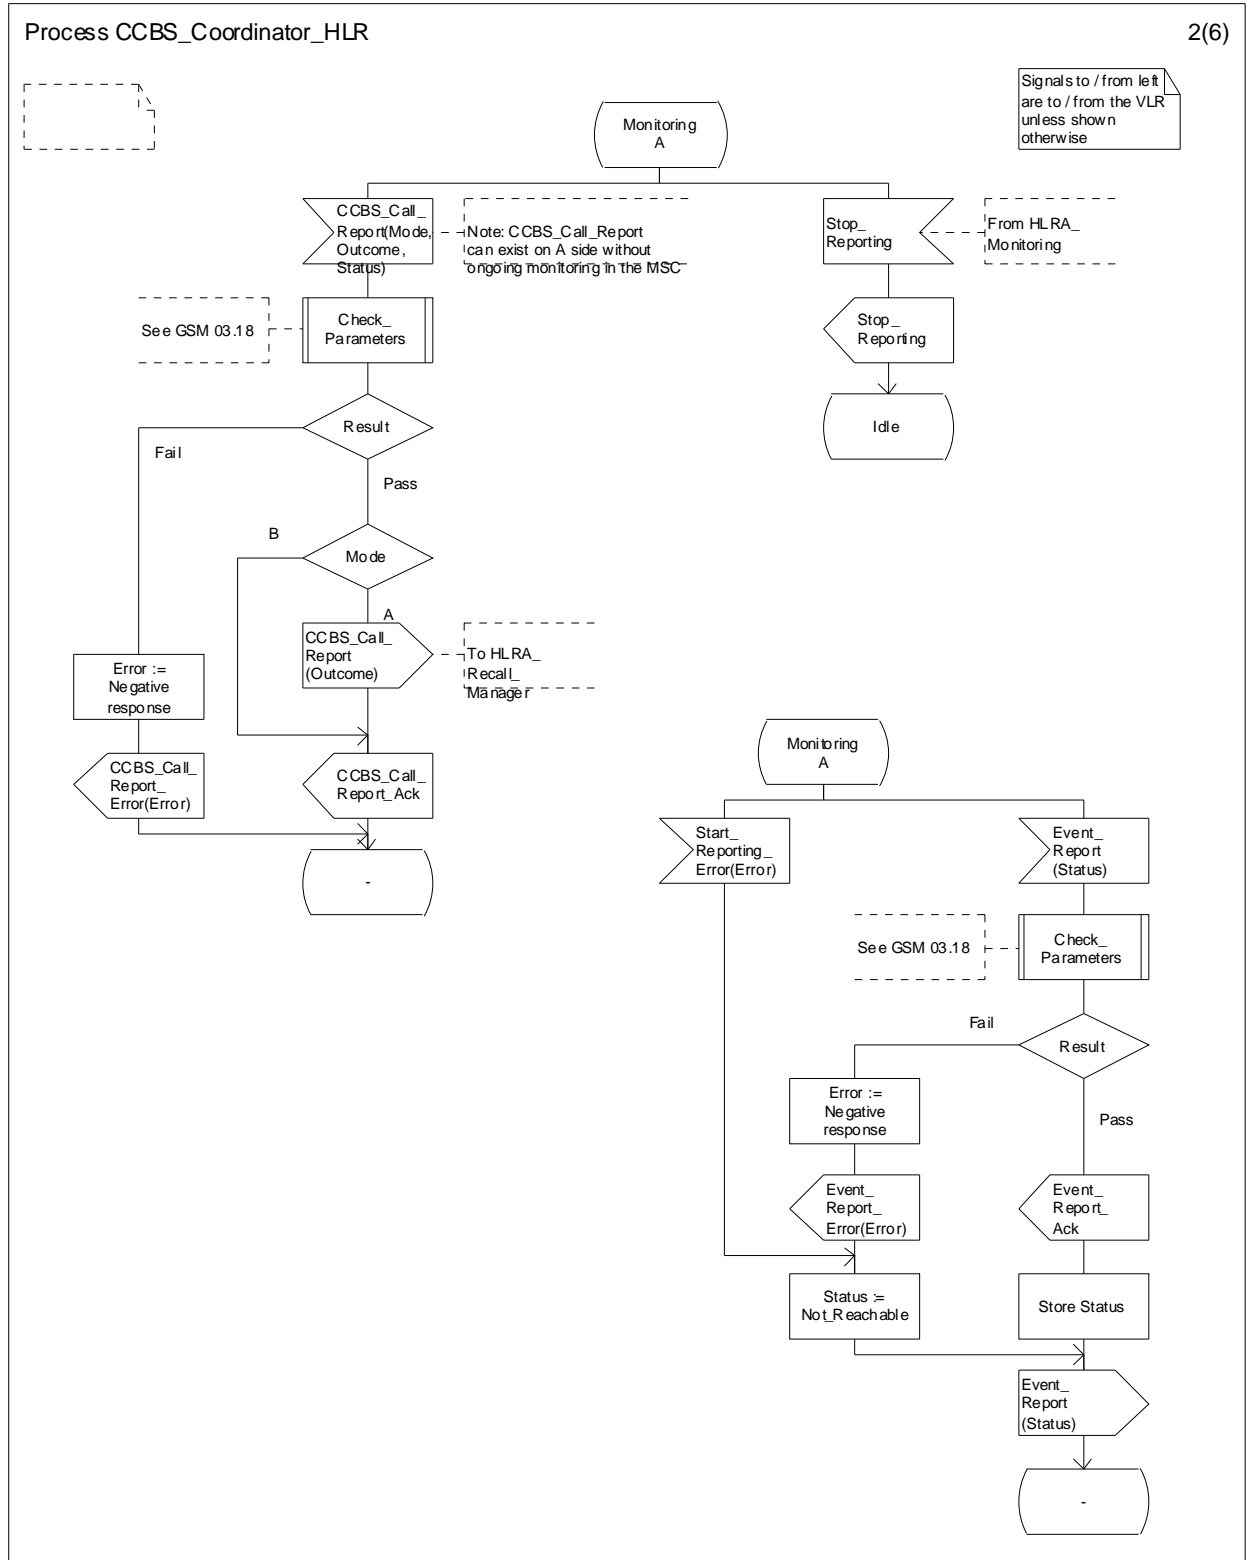 Process CCBS_Coordinator_HLR
2(6)
Signals to / from left
are to / from the VLR
unless shown
otherwise
Monitoring
A
CCBS_Call_
Report(Mode,
Outcome,
Status)
Note: CCBS_Call_Report
can exist on A side without
ongoing monitoring in the MSC
Stop_
Reporting
From HLRA_
Monitoring
See GSM 03.18
Check_
Parameters
Stop_
Reporting
Result
Idle
Fail
Pass
B
Mode
A
CCBS_Call_
Report
(Outcome)
To HLRA_
Recall_
Manager
Error :=
Negative
response
CCBS_Call_
Report_
Error(Error)
CCBS_Call_
Report_Ack
-
Monitoring
A
Start_
Reporting_
Error(Error)
Event_
Report
(Status)
See GSM 03.18
Check_
Parameters
Fail
Result
Error :=
Negative
response
Pass
Event_
Report_
Error(Error)
Event_
Report_
Ack
Status :=
Not_Reachable
Store Status
Event_
Report
(Status)
-